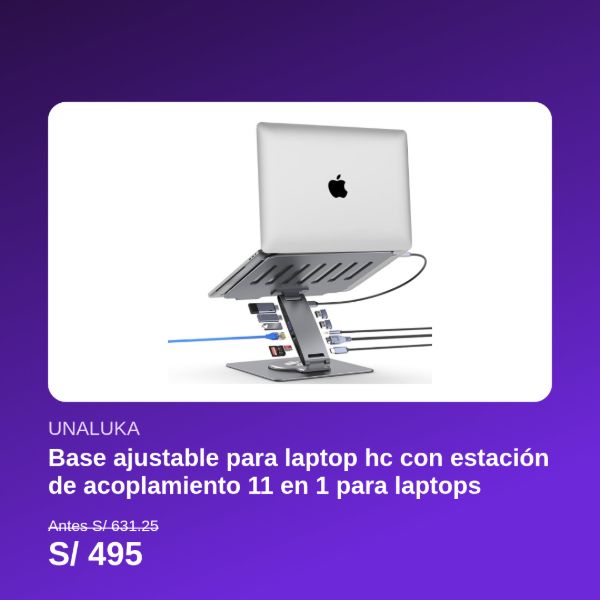 UNALUKA
Base ajustable para laptop hc con estación
de acoplamiento 11 en 1 para laptops
Antes S/ 631.25
S/ 495